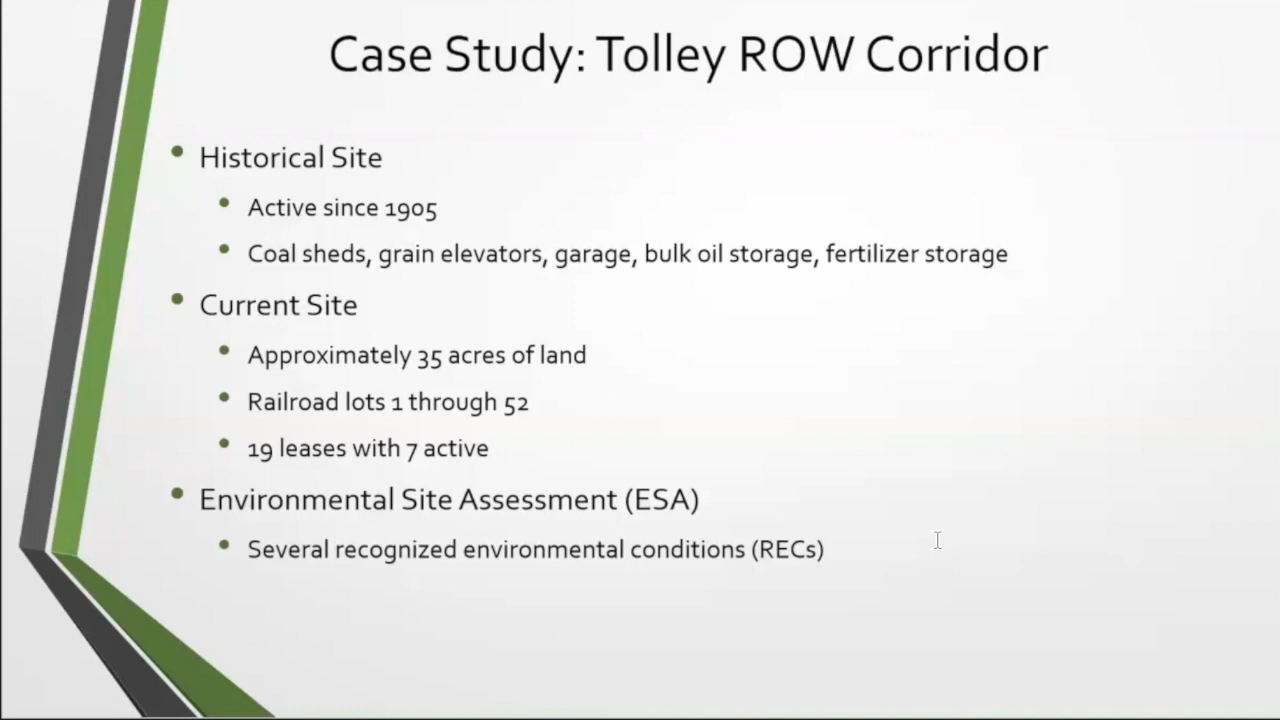 Case Study: Tolley ROW Corridor
• Historical Site
• Active since 1905
• Coal sheds, grain elevators, garage, bulk oil storage, fertilizer storage
• Current Site
• Approximately 35 acres of land
• Railroad lots 1 through 52
• 19 leases with 7 active
• Environmental Site Assessment (ESA)
• Several recognized environmental conditions (RECs)